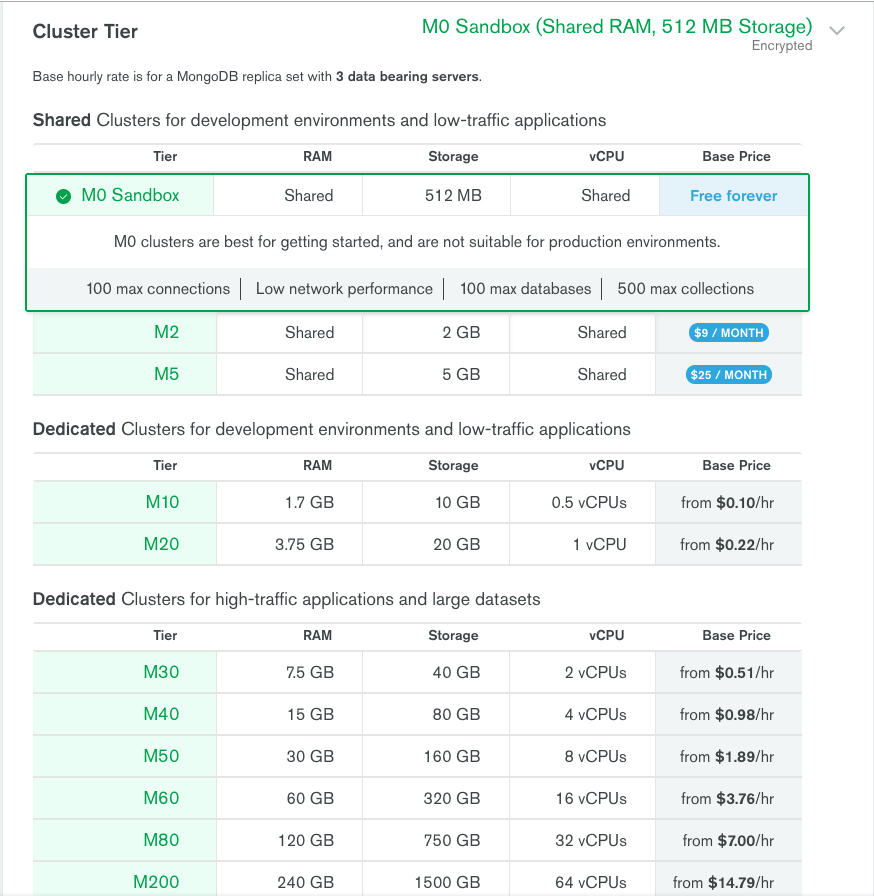 Cluster Tier M0 Sandbox (Shared RAM, 512 MB Storage)
Encrypted
Base hourly rate is for a MongoDB replica set with 3 data bearing servers.
Shared Clusters for development environments and low-traffic applications
Tier RAM Storage vCPU Base Price
M0 Sandbox Shared 512 MB Shared Free forever
M0 clusters are best for getting started, and are not suitable for production environments.
100 max connections Low network performance 100 max databases 500 max collections
M2 Shared 2 GB Shared $9 / MONTH
M5 Shared 5 GB Shared $25 / MONTH
Dedicated Clusters for development environments and low-traffic applications
Tier RAM Storage vCPU Base Price
M10 1.7 GB 10 GB 0.5 vCPUs from $0.10/hr
M20 3.75 GB 20 GB 1 vCPU from $0.22/hr
Dedicated Clusters for high-traffic applications and large datasets
Tier RAM Storage vCPU Base Price
M30 7.5 GB 40 GB 2 vCPUs from $0.51/hr
M40 15 GB 80 GB 4 vCPUs from $0.98/hr
M50 30 GB 160 GB 8 vCPUs from $1.89/hr
M60 60 GB 320 GB 16 vCPUs from $3.76/hr
M80 120 GB 750 GB 32 vCPUs from $7.00/hr
M200 240 GB 1500 GB 64 vCPUs from $14.79/hr